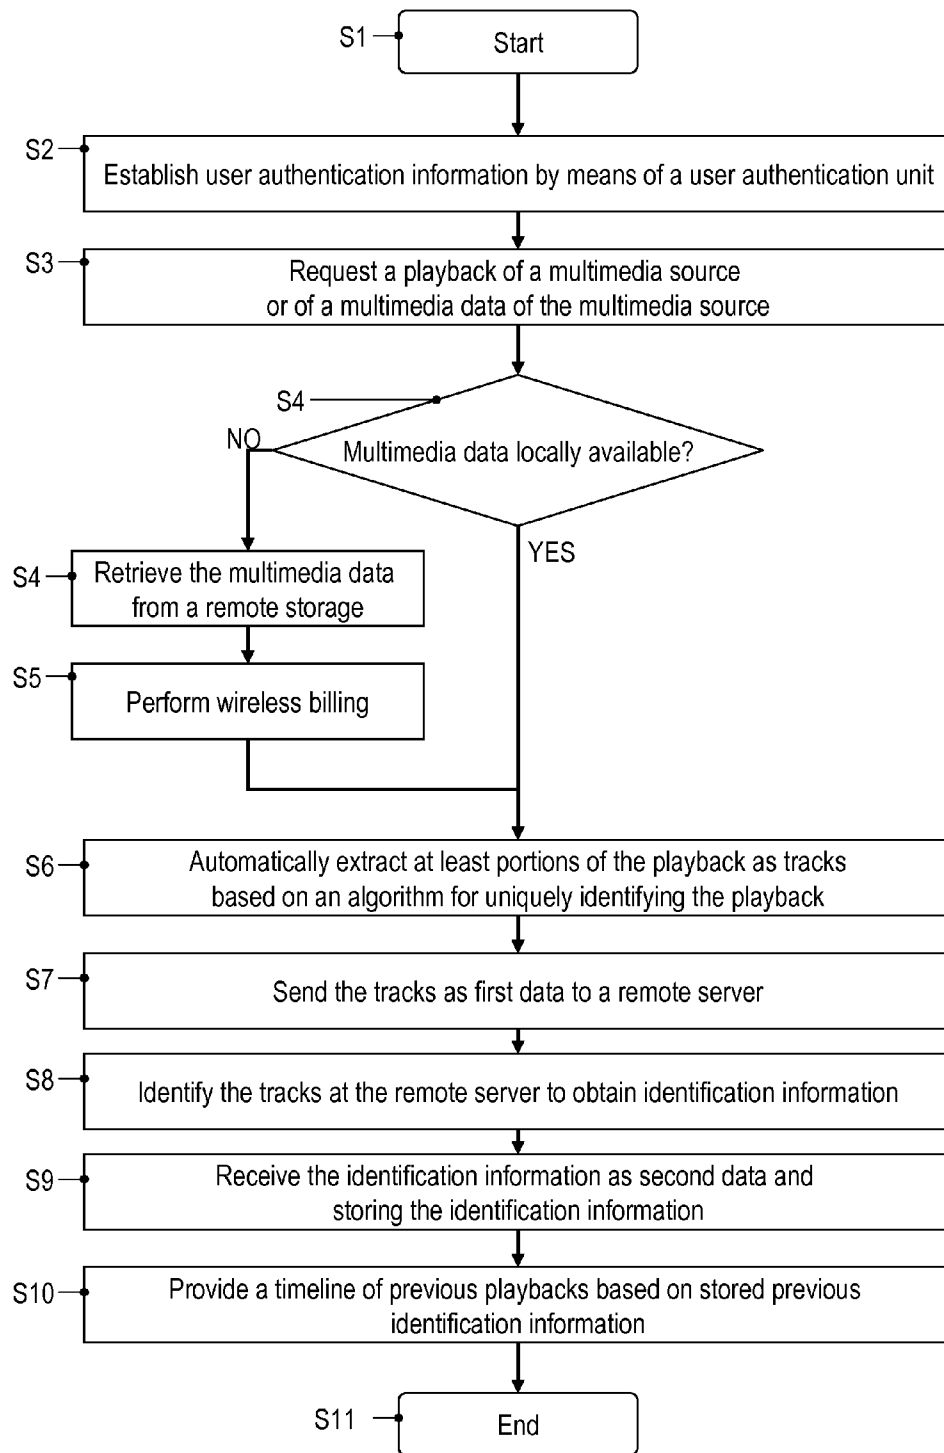 S1
Start
S2
Establish user authentication information by means of a user authentication unit
S3
Request a playback of a multimedia source
or of a multimedia data of the multimedia source
S4
NO
Multimedia data locally available?
YES
S4
Retrieve the multimedia data
from a remote storage
S5
Perform wireless billing
S6
Automatically extract at least portions of the playback as tracks
based on an algorithm for uniquely identifying the playback
S7
Send the tracks as first data to a remote server
S8
Identify the tracks at the remote server to obtain identification information
S9
Receive the identification information as second data and
storing the identification information
S10
Provide a timeline of previous playbacks based on stored previous
identification information
S11
End